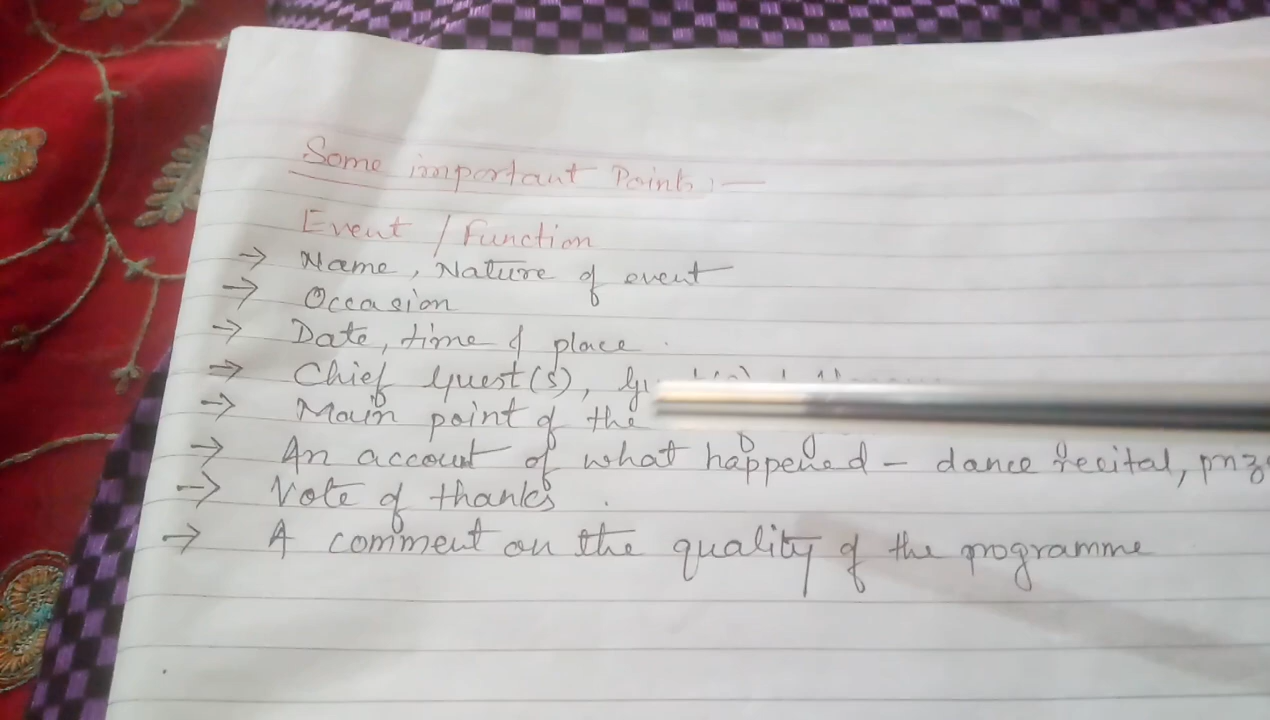 Some important Points :-
Event / Function
→ Name, Nature of event
→ Occasion
→ Date, time & place.
→ Chief Guest(s),
→ Main point of the
→ An account of what happened - dance recital,
→ Vote of thanks.
→ A comment on the quality of the programme